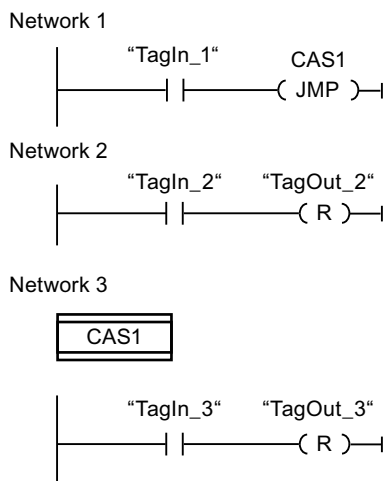 Network 1
“TagIn_1“ CAS1
JMP
Network 2
“TagIn_2“ “TagOut_2“
R
Network 3
CAS1
“TagIn_3“ “TagOut_3“
R